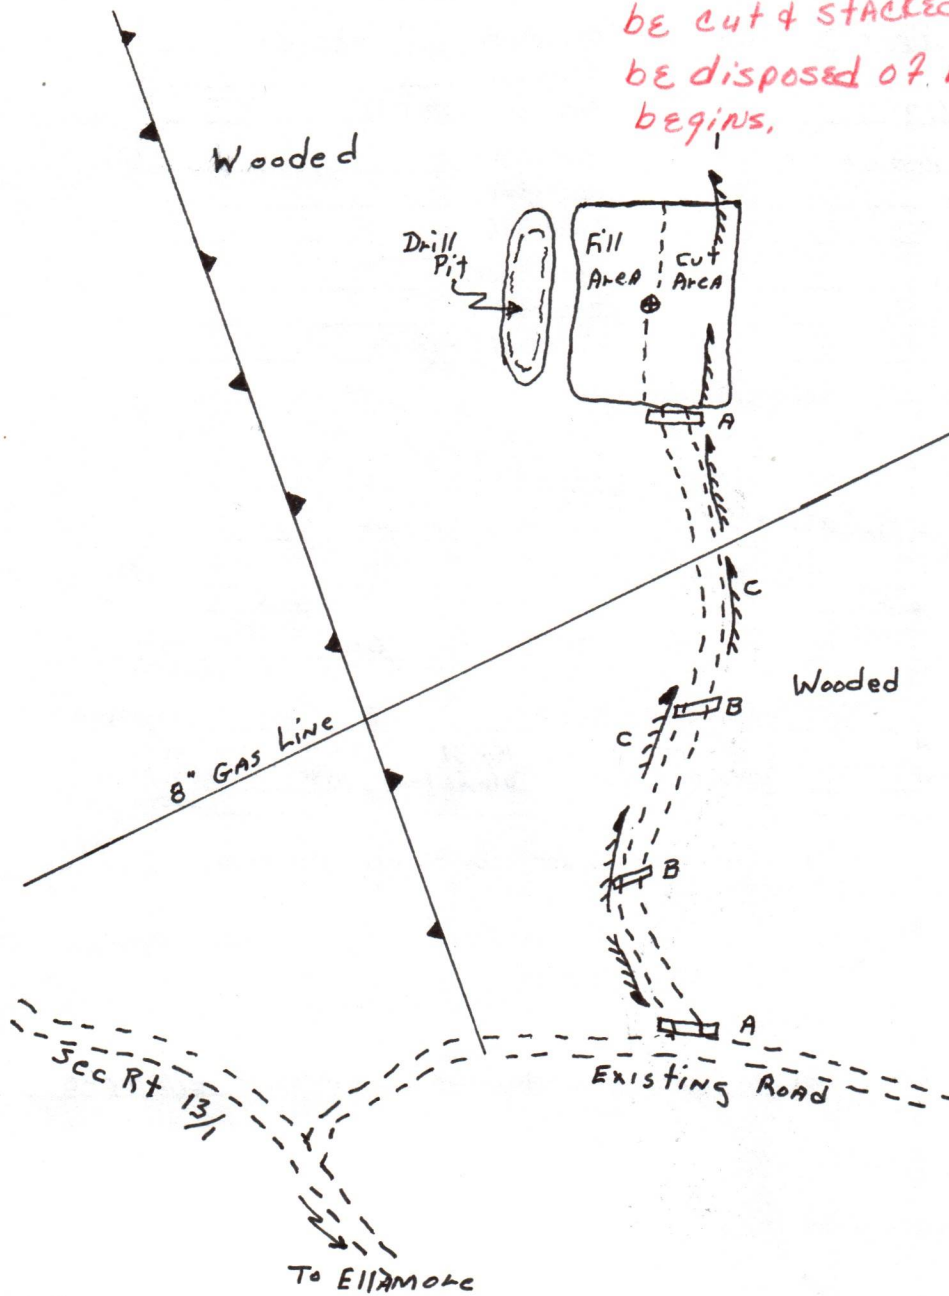 be cut & STACKED
be disposed of.
begins.
Wooded
Drill
Pit
Fill
AreA
Cut
AreA
A
C
Wooded
B
C
8" GAS LiNe
B
A
Sec Rt 13/1
ExistiNg ROAD
To EllAMore